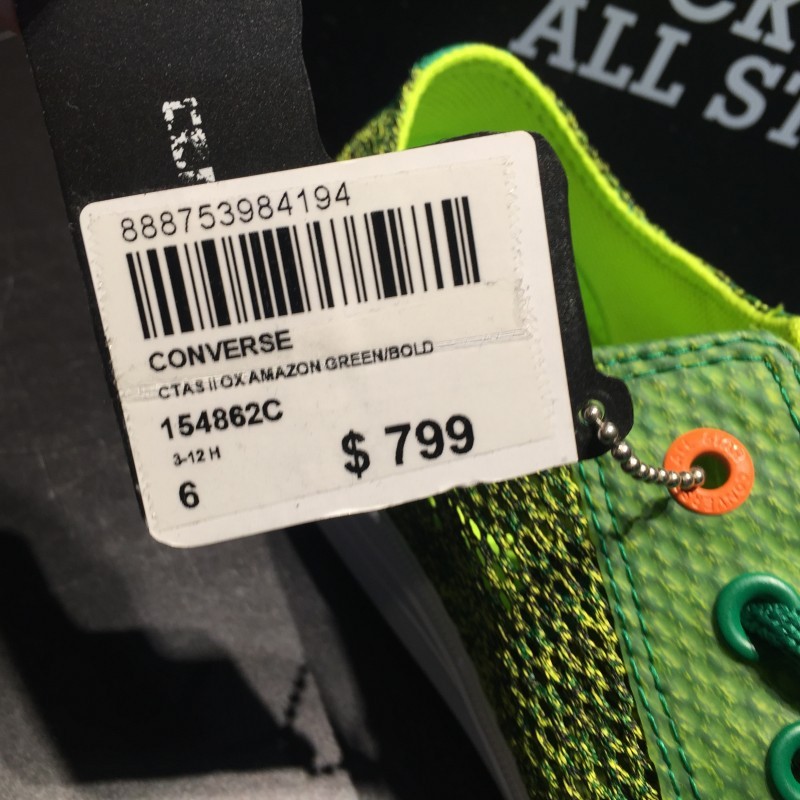 ALL ST
888753984194
CONVERSE
CTAS II OX AMAZON GREEN/BOLD
154862C
3-12 H
$ 799
6